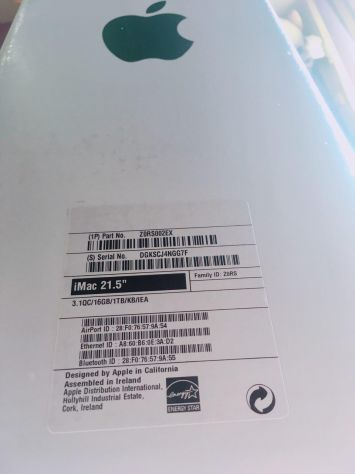 (1P) Part No. Z0RS002EX
(S) Serial No. DGKSCJ4NGG7F
iMac 21.5"
Family ID: Z0RS
3.1QC/16GB/1TB/KB/IEA
AirPort ID : 28:F0:76:57:9A:54
Ethernet ID : A8:60:B6:0E:3A:D2
Bluetooth ID : 28:F0:76:57:9A:55
Designed by Apple in California
Assembled in Ireland
Apple Distribution International,
Hollyhill Industrial Estate,
Cork, Ireland
energy
ENERGY STAR